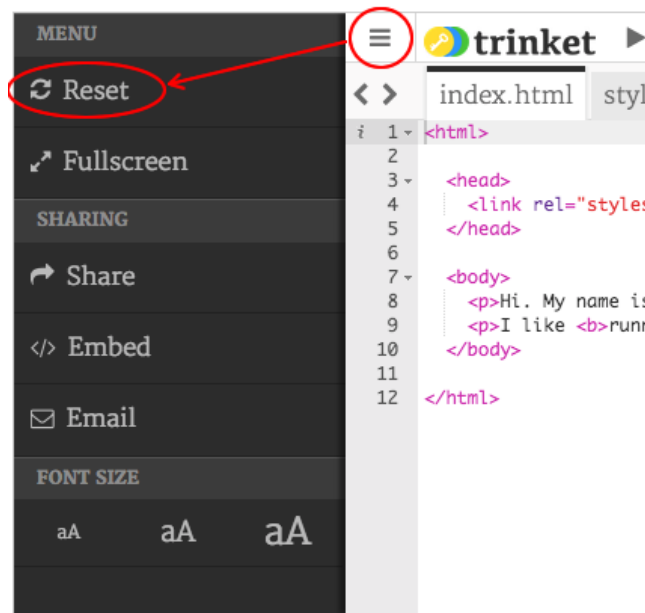 MENU
Reset
Fullscreen
SHARING
Share
</> Embed
Email
FONT SIZE
aA aA aA
trinket
< > index.html styl
i 1 <html>
2
3 <head>
4 <link rel="styles
5 </head>
6
7 <body>
8 <p>Hi. My name is
9 <p>I like <b>runn
10 </body>
11
12 </html>